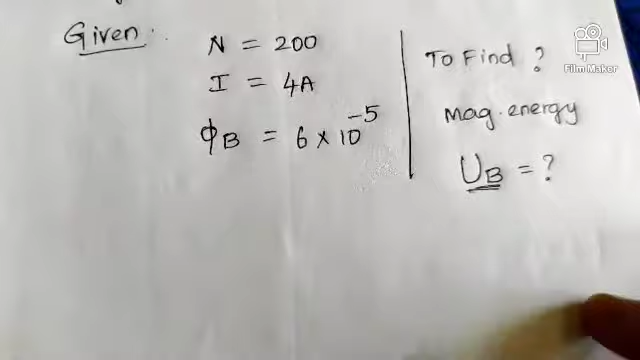 Given :
N = 200
I = 4A
ϕB = 6 × 10⁻⁵
To Find ?
Mag. energy
UB = ?
Film Maker